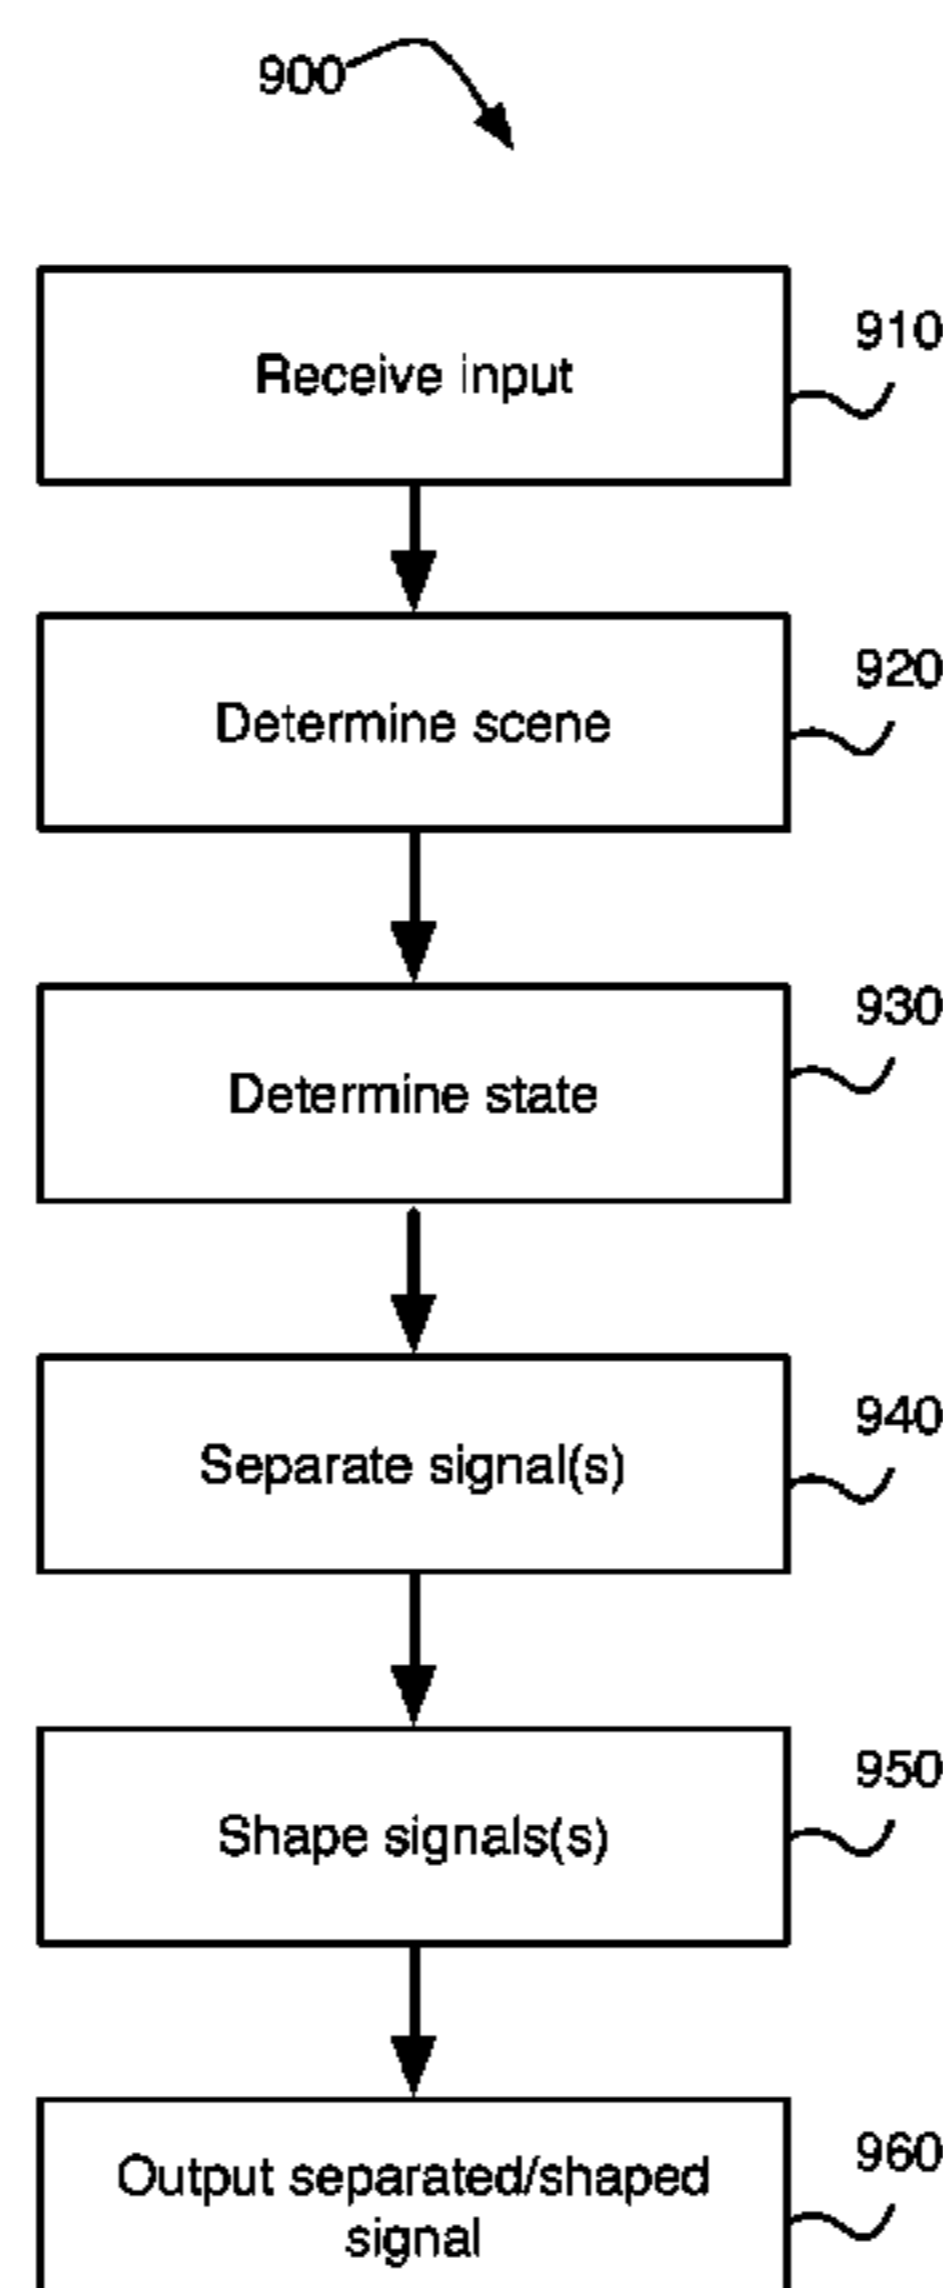 900
Receive input
910
Determine scene
920
Determine state
930
Separate signal(s)
940
Shape signals(s)
950
Output separated/shaped
signal
960